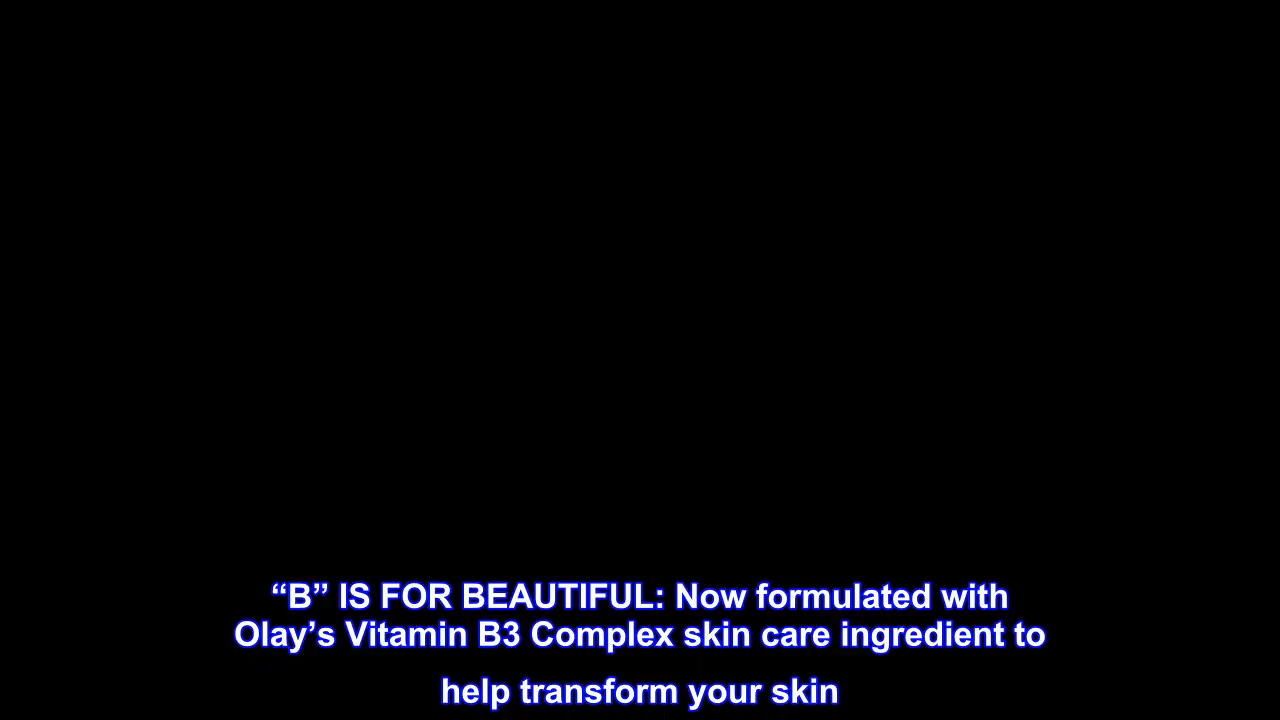 “B” IS FOR BEAUTIFUL: Now formulated with
Olay’s Vitamin B3 Complex skin care ingredient to
help transform your skin